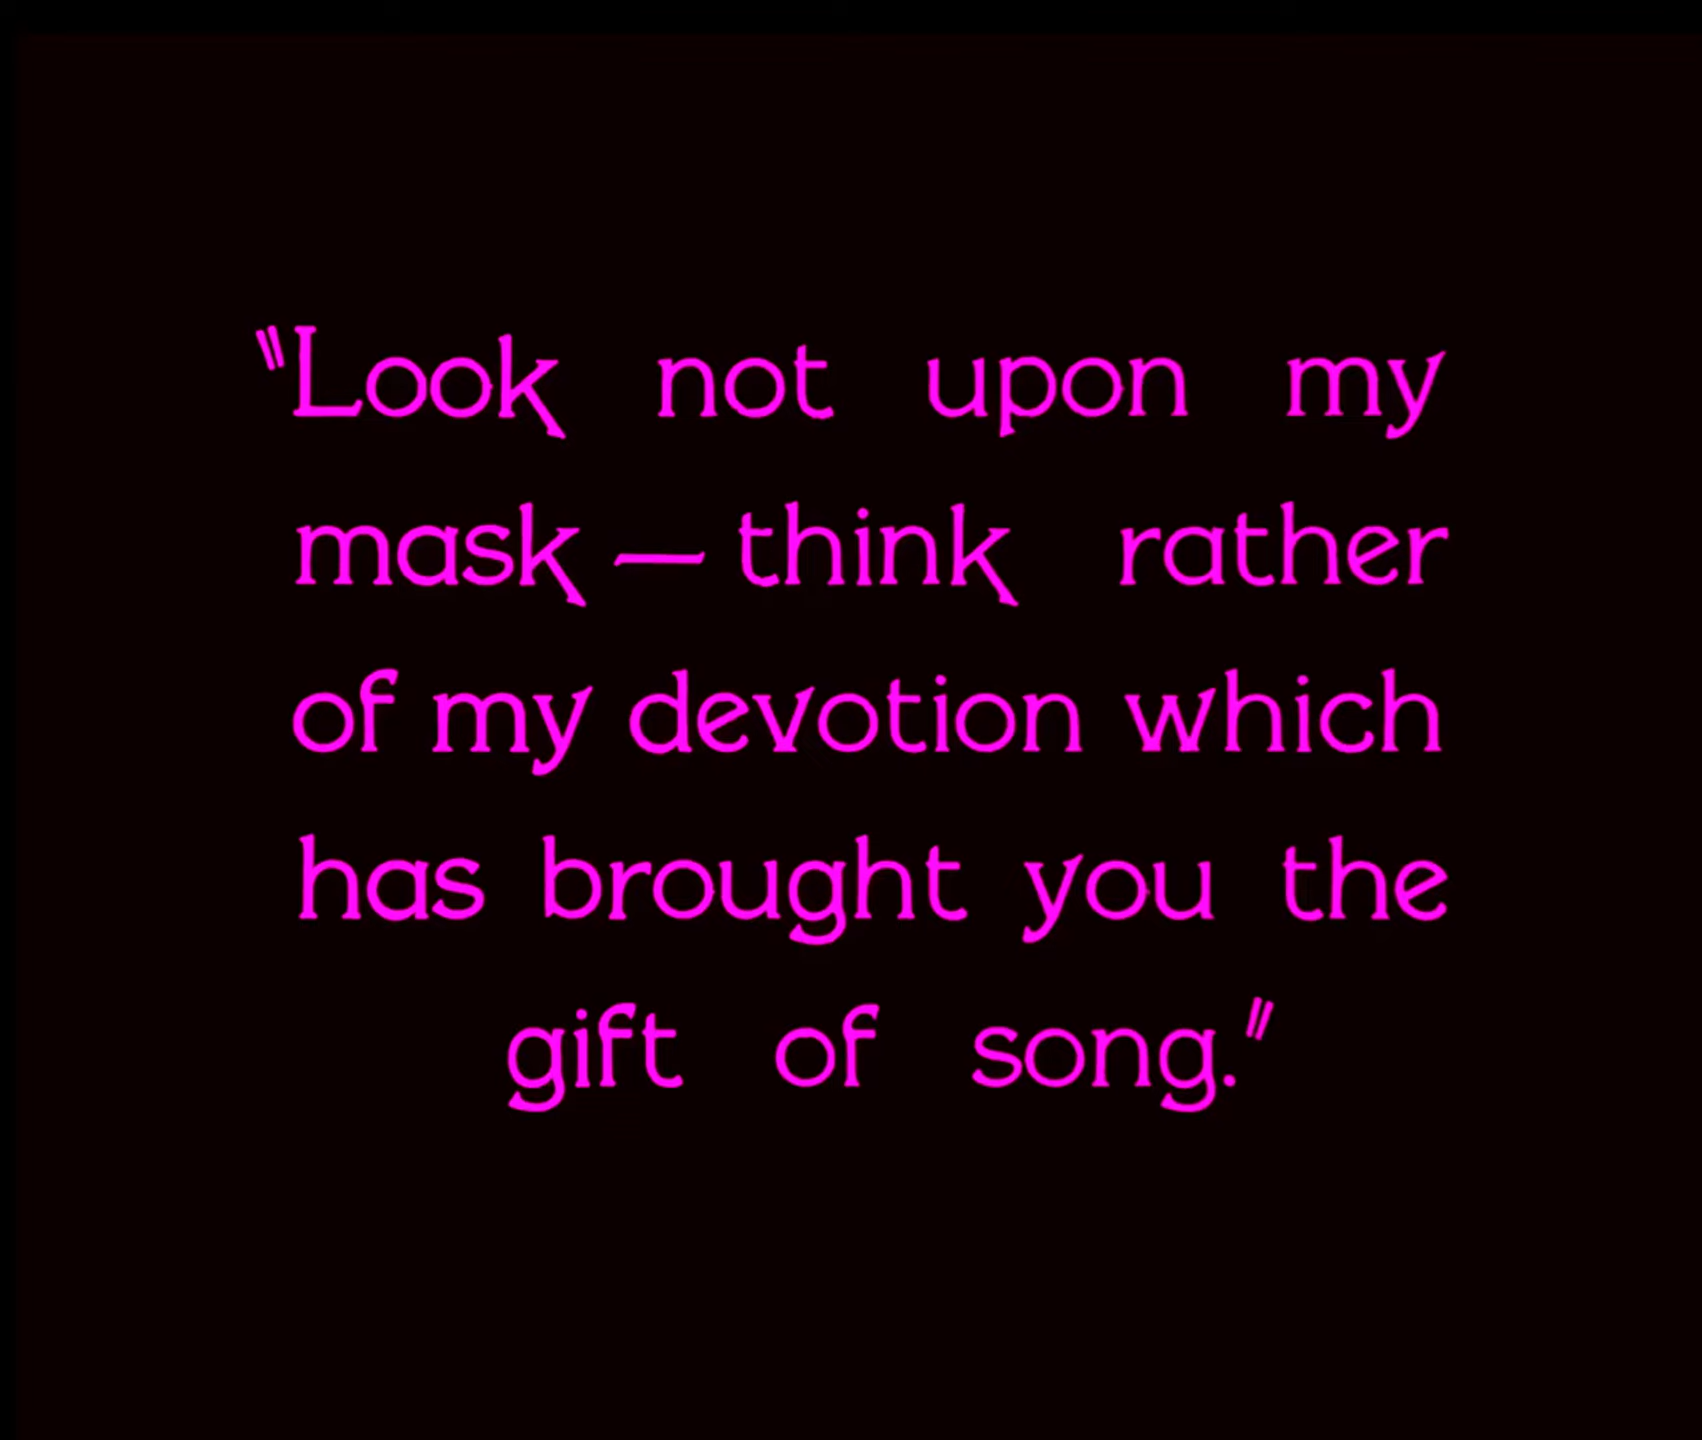 "Look not upon my
mask — think rather
of my devotion which
has brought you the
gift of song."